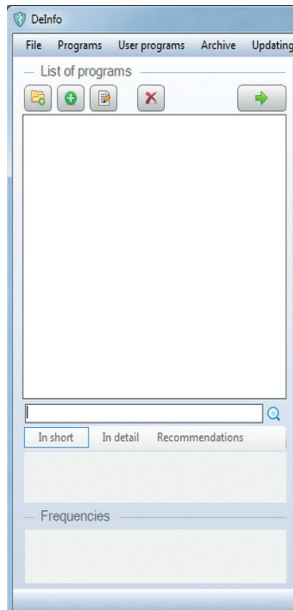 DeInfo
File Programs User programs Archive Updating
List of programs
In short In detail Recommendations
Frequencies